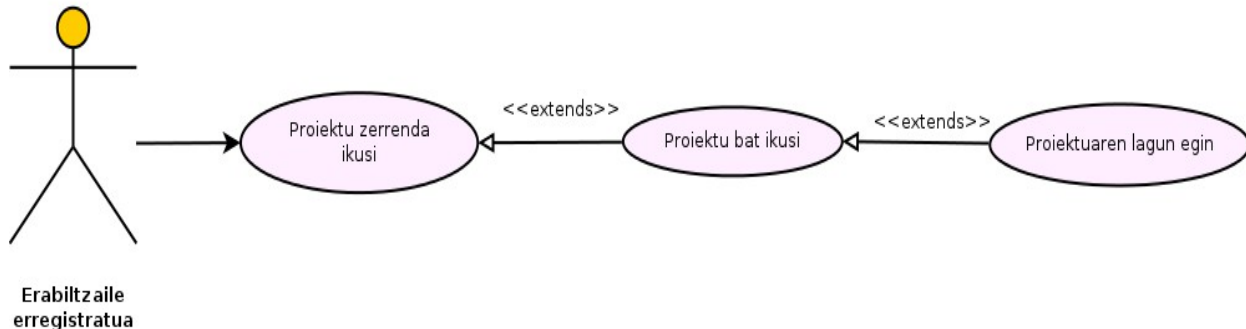 <<extends>>
<<extends>>
Proiektu zerrenda
ikusi
Proiektu bat ikusi
Proiektuaren lagun egin
Erabiltzaile
erregistratua